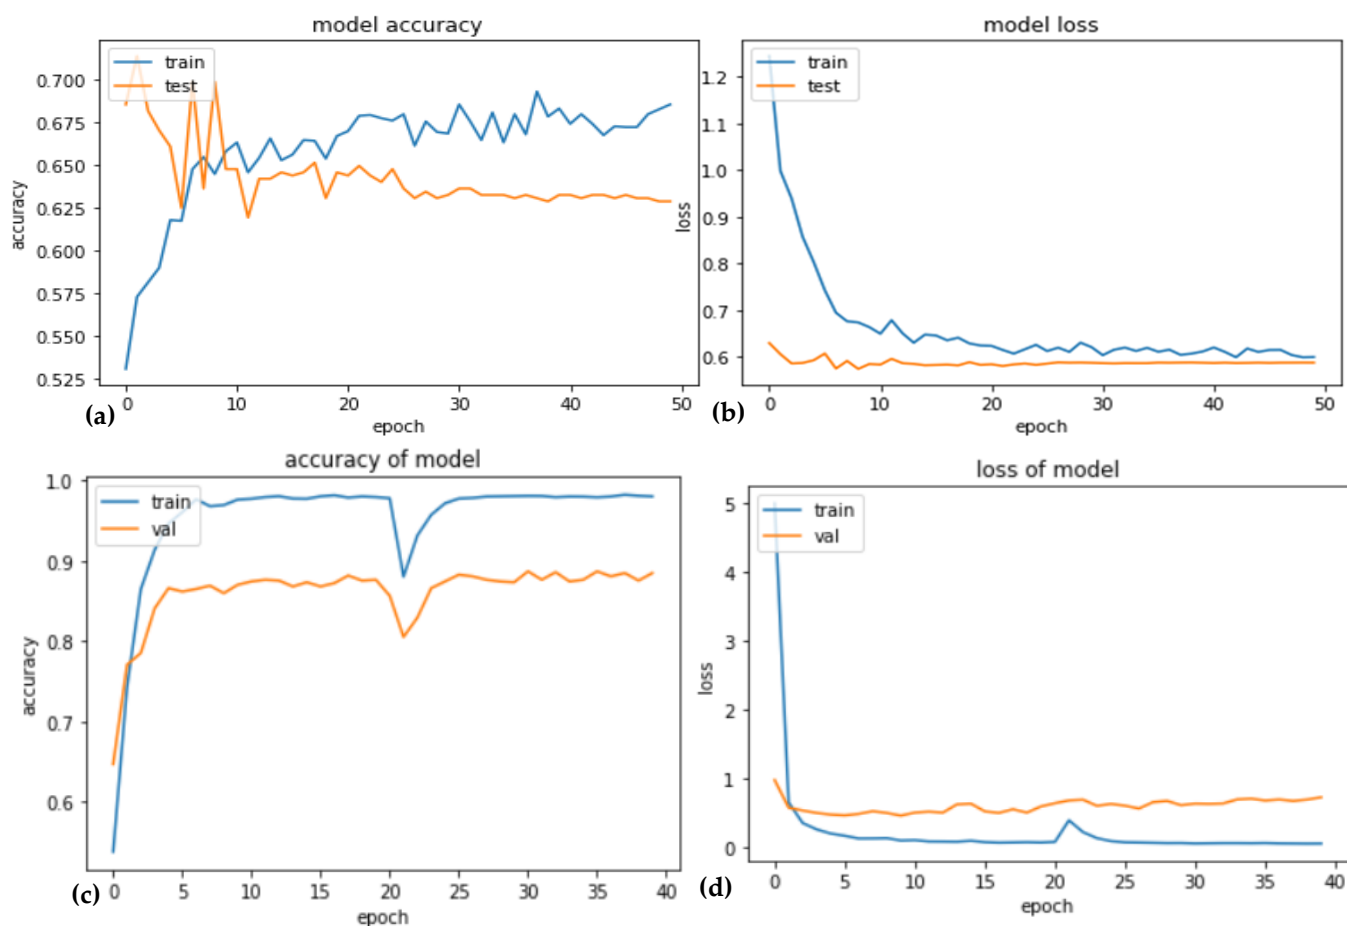 model accuracy
train
test
0.700
0.675
0.650
0.625
0.600
0.575
0.550
0.525
accuracy
0 10 20 30 40 50
epoch
(a)
model loss
train
test
1.2
1.1
1.0
0.9
0.8
0.7
0.6
loss
0 10 20 30 40 50
epoch
(b)
accuracy of model
train
val
1.0
0.9
0.8
0.7
0.6
accuracy
0 5 10 15 20 25 30 35 40
epoch
(c)
loss of model
train
val
5
4
3
2
1
0
loss
0 5 10 15 20 25 30 35 40
epoch
(d)